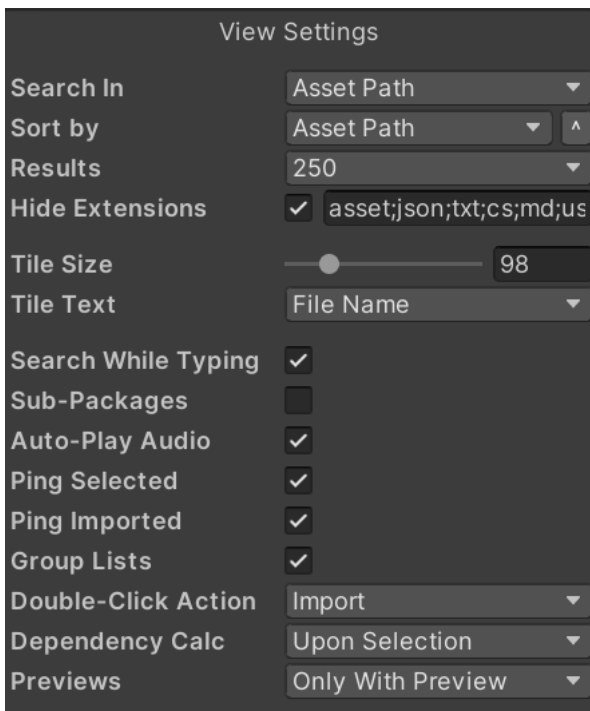 View Settings
Search In Asset Path
Sort by Asset Path ^
Results 250
Hide Extensions asset;json;txt;cs;md;us
Tile Size 98
Tile Text File Name
Search While Typing
Sub-Packages
Auto-Play Audio
Ping Selected
Ping Imported
Group Lists
Double-Click Action Import
Dependency Calc Upon Selection
Previews Only With Preview